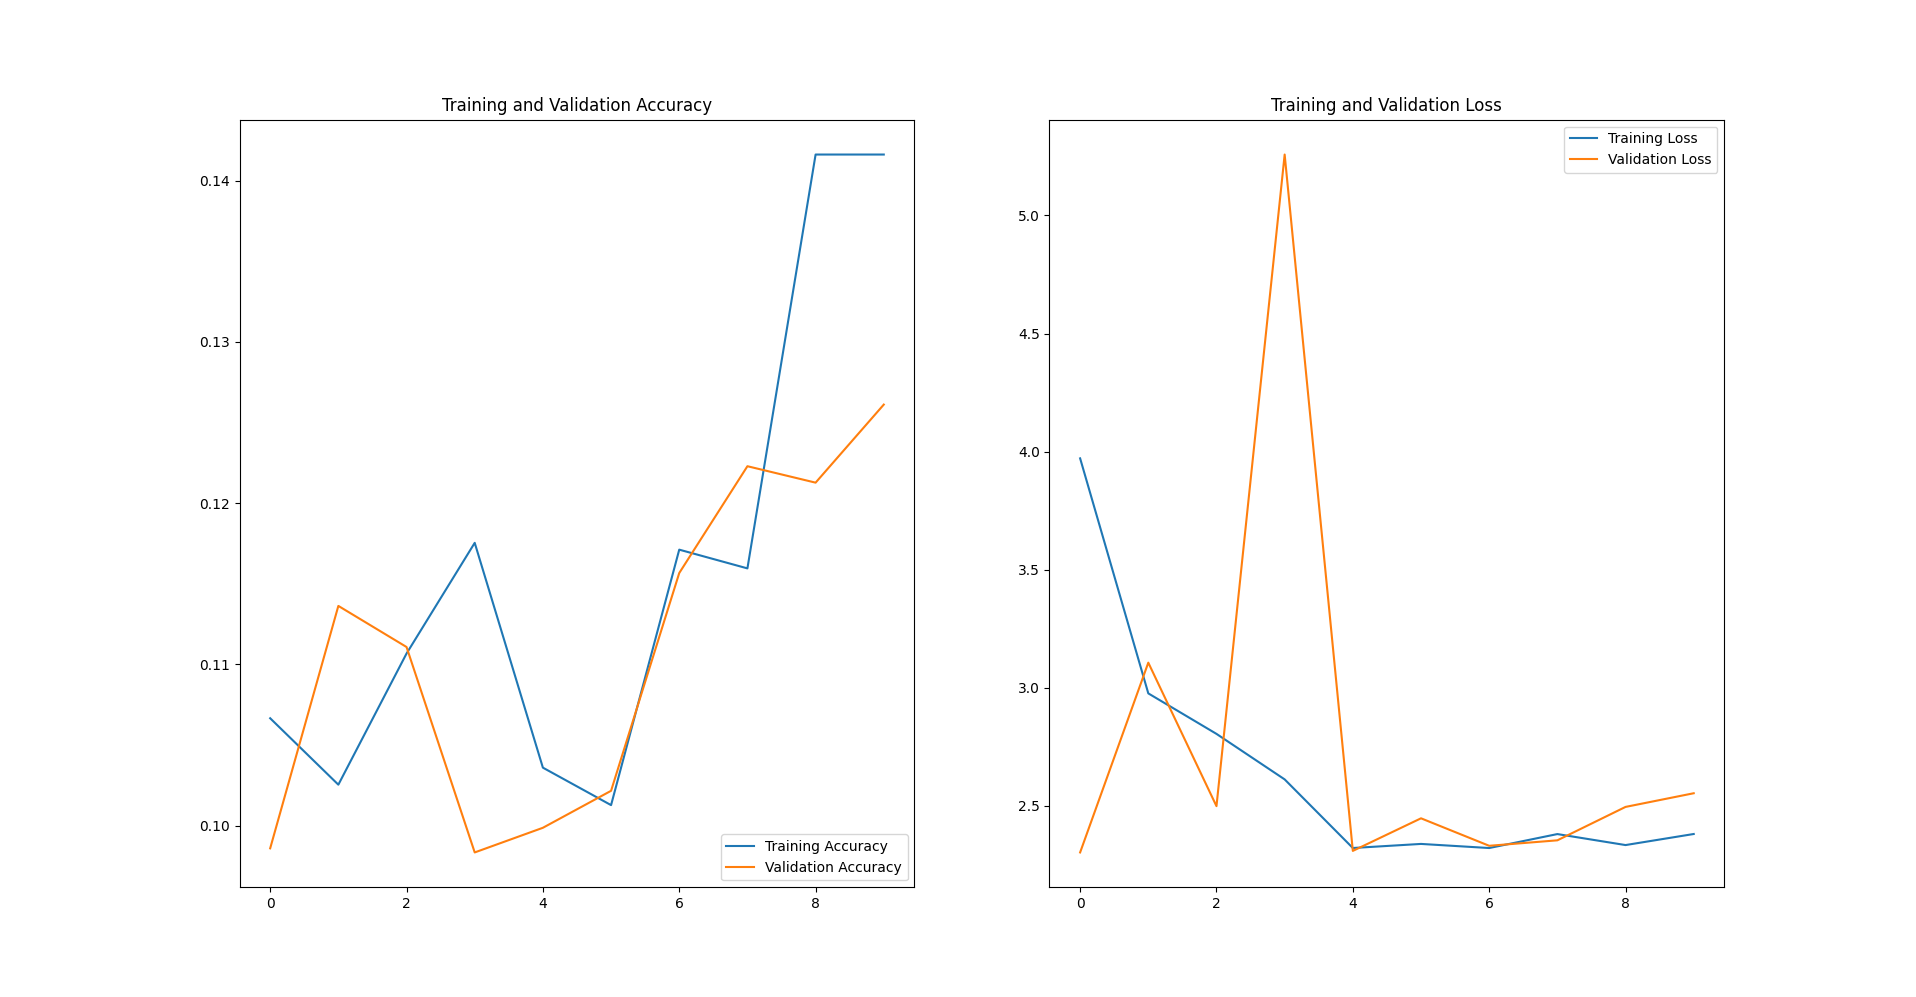 Training and Validation Accuracy
0.14
0.13
0.12
0.11
0.10
0 2 4 6 8
Training Accuracy
Validation Accuracy
Training and Validation Loss
5.0
4.5
4.0
3.5
3.0
2.5
0 2 4 6 8
Training Loss
Validation Loss